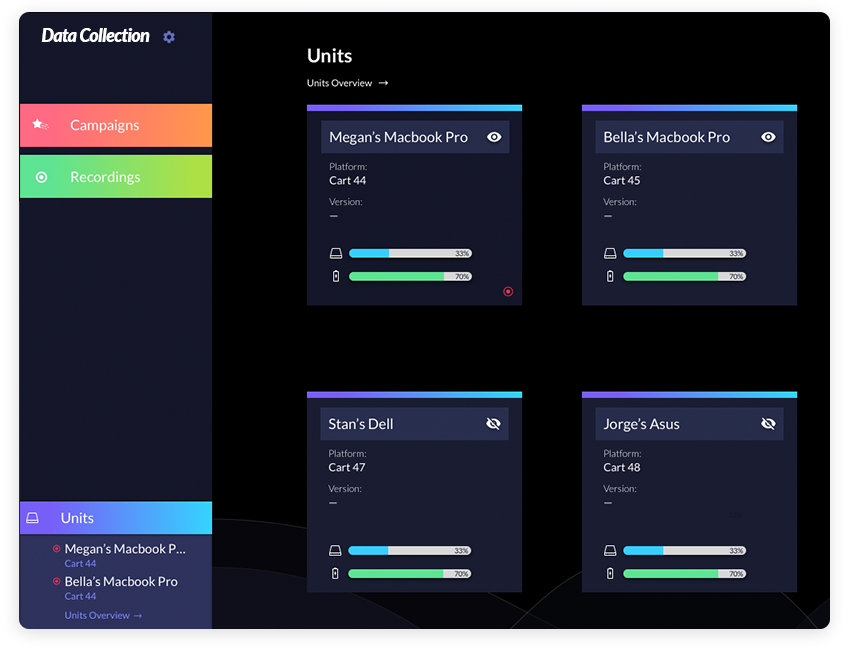 Data Collection
Campaigns
Recordings
Units
Megan's Macbook P...
Cart 44
Bella's Macbook Pro
Cart 44
Units Overview →
Units
Units Overview →
Megan's Macbook Pro
Platform:
Cart 44
Version:
—
33%
70%
Bella's Macbook Pro
Platform:
Cart 45
Version:
—
33%
70%
Stan's Dell
Platform:
Cart 47
Version:
—
33%
70%
Jorge's Asus
Platform:
Cart 48
Version:
—
33%
70%